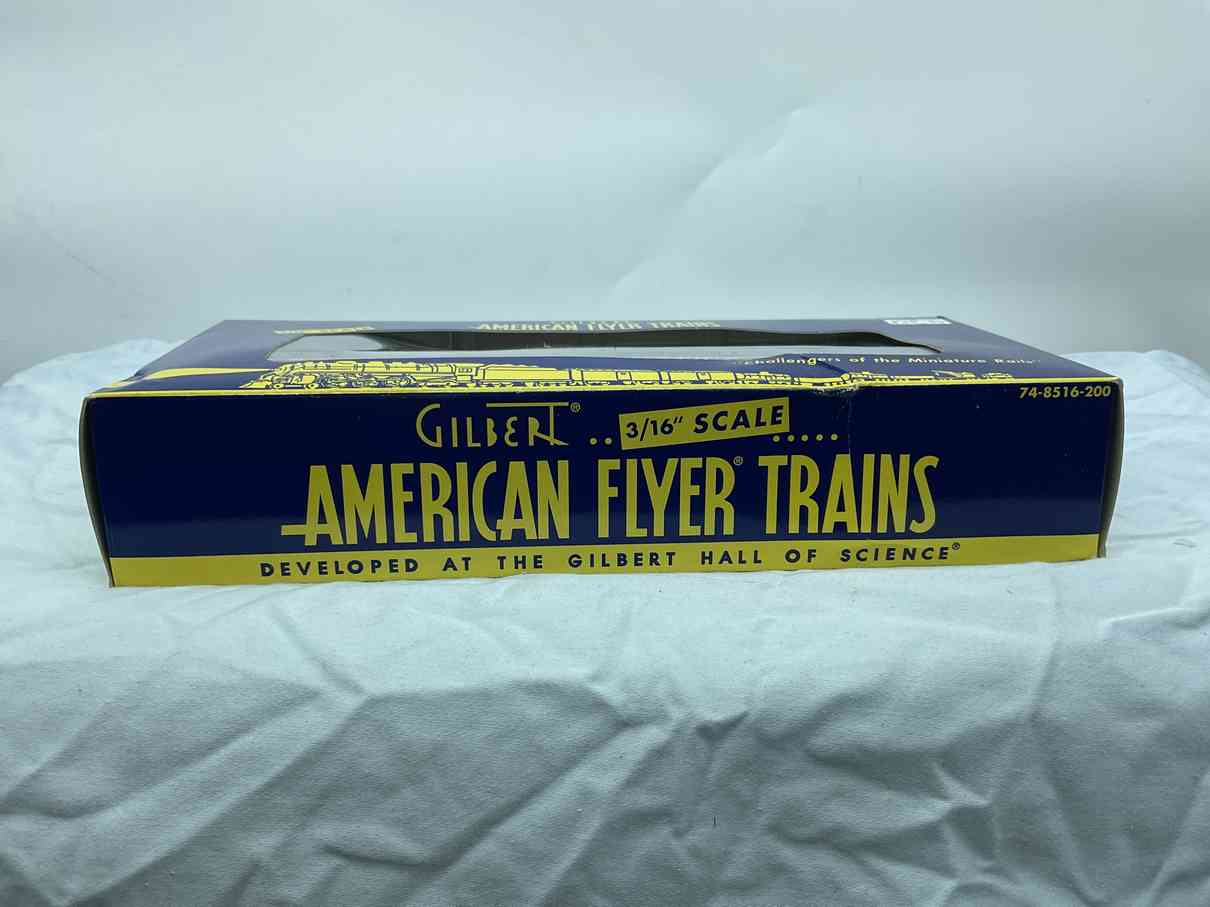 AMERICAN FLYER TRAINS
"Challengers of the Miniature Rails"
74-8516-200
GILBERT® .. 3/16" SCALE .....
AMERICAN FLYER® TRAINS
DEVELOPED AT THE GILBERT HALL OF SCIENCE®